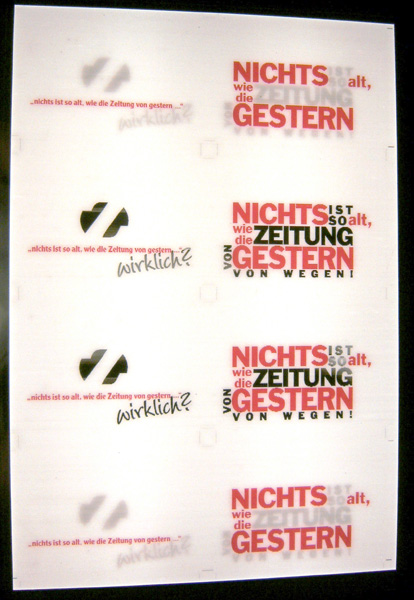 „nichts ist so alt, wie die Zeitung von gestern ..."
wirklich?
NICHTS IST
wie SO alt,
die ZEITUNG
GESTERN
„nichts ist so alt, wie die Zeitung von gestern ..."
wirklich?
NICHTS IST
wie SO alt,
die ZEITUNG
VON GESTERN
VON WEGEN!
„nichts ist so alt, wie die Zeitung von gestern ..."
wirklich?
NICHTS IST
wie SO alt,
die ZEITUNG
VON GESTERN
VON WEGEN!
„nichts ist so alt, wie die Zeitung von gestern ..."
wirklich?
NICHTS IST
wie SO alt,
die ZEITUNG
GESTERN